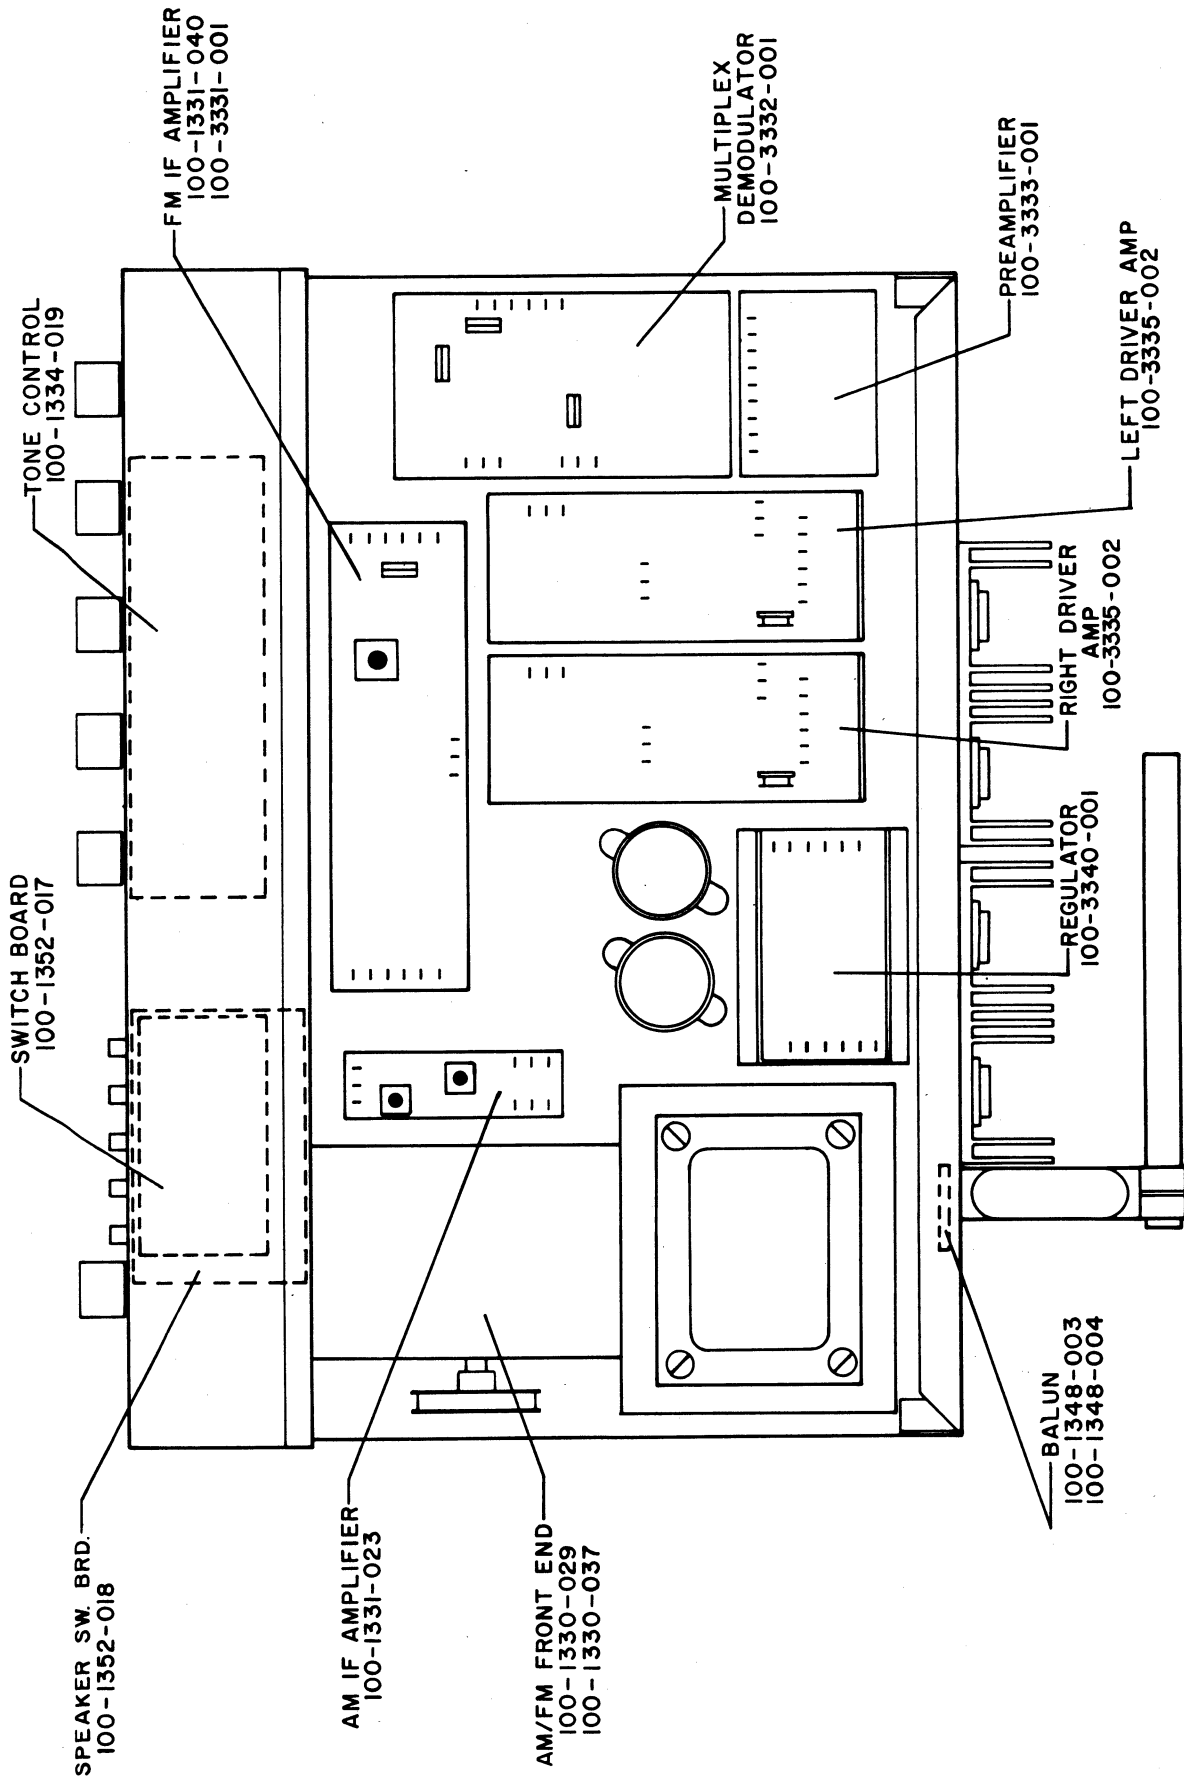 SPEAKER SW. BRD.
100-1352-018
SWITCH BOARD
100-1352-017
TONE CONTROL
100-1334-019
FM IF AMPLIFIER
100-1331-040
100-3331-001
AM IF AMPLIFIER
100-1331-023
AM/FM FRONT END
100-1330-029
100-1330-037
MULTIPLEX
DEMODULATOR
100-3332-001
PREAMPLIFIER
100-3333-001
LEFT DRIVER AMP
100-3335-002
RIGHT DRIVER
AMP
100-3335-002
REGULATOR
100-3340-001
BALUN
100-1348-003
100-1348-004